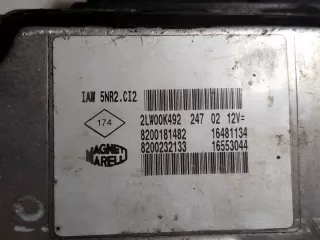 IAW 5NR2.CI2
174
2LW00K492 247 02 12V=
8200181482 16481134
8200232133 16553044
MAGNETI
MARELLI